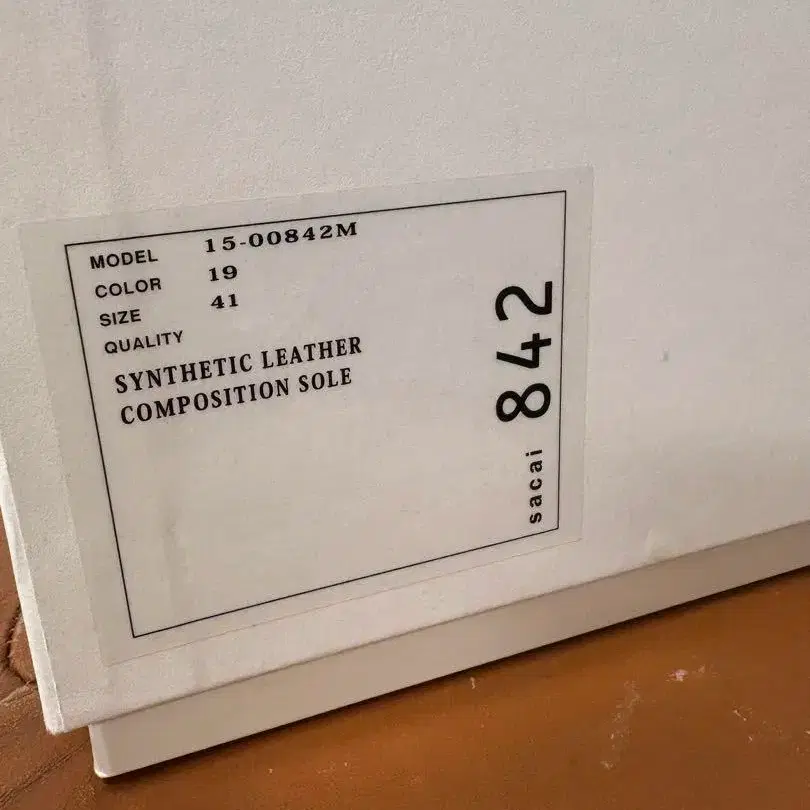 MODEL 15-00842M
COLOR 19
SIZE 41
QUALITY
SYNTHETIC LEATHER
COMPOSITION SOLE
sacai 842